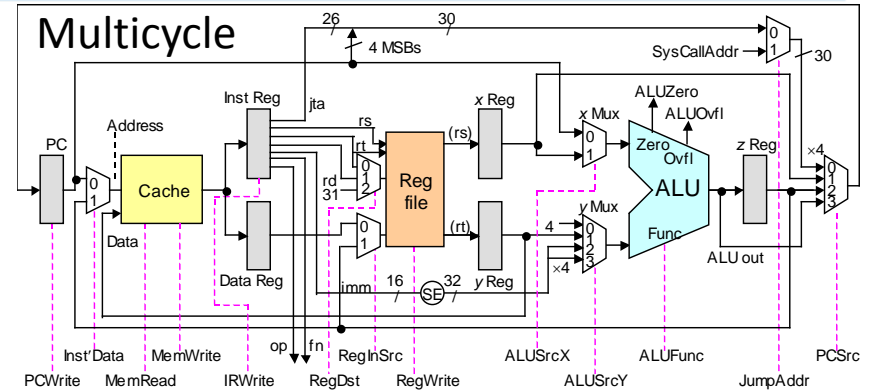 Multicycle
26
30
4 MSBs
SysCallAddr
0
1
30
Inst Reg
jta
x Reg
ALUZero
ALUOvfl
x Mux
PC
Address
rs
rt
(rs)
0
1
Zero
Ovfl
z Reg
×4
0
1
Cache
0
1
2
rd
31
Reg
file
ALU
0
1
2
3
y Mux
Data
0
1
(rt)
4
0
1
2
3
Func
ALU out
Data Reg
×4
imm
16
SE
32
y Reg
Inst′Data
MemWrite
op
fn
RegInSrc
ALUSrcX
ALUFunc
PCSrc
PCWrite
MemRead
IRWrite
RegDst
RegWrite
ALUSrcY
JumpAddr